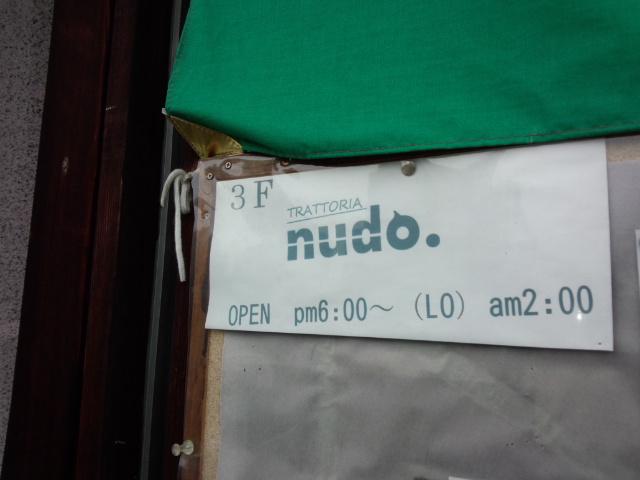 3F
TRATTORIA
nudo.
OPEN pm6:00～ (LO) am2:00